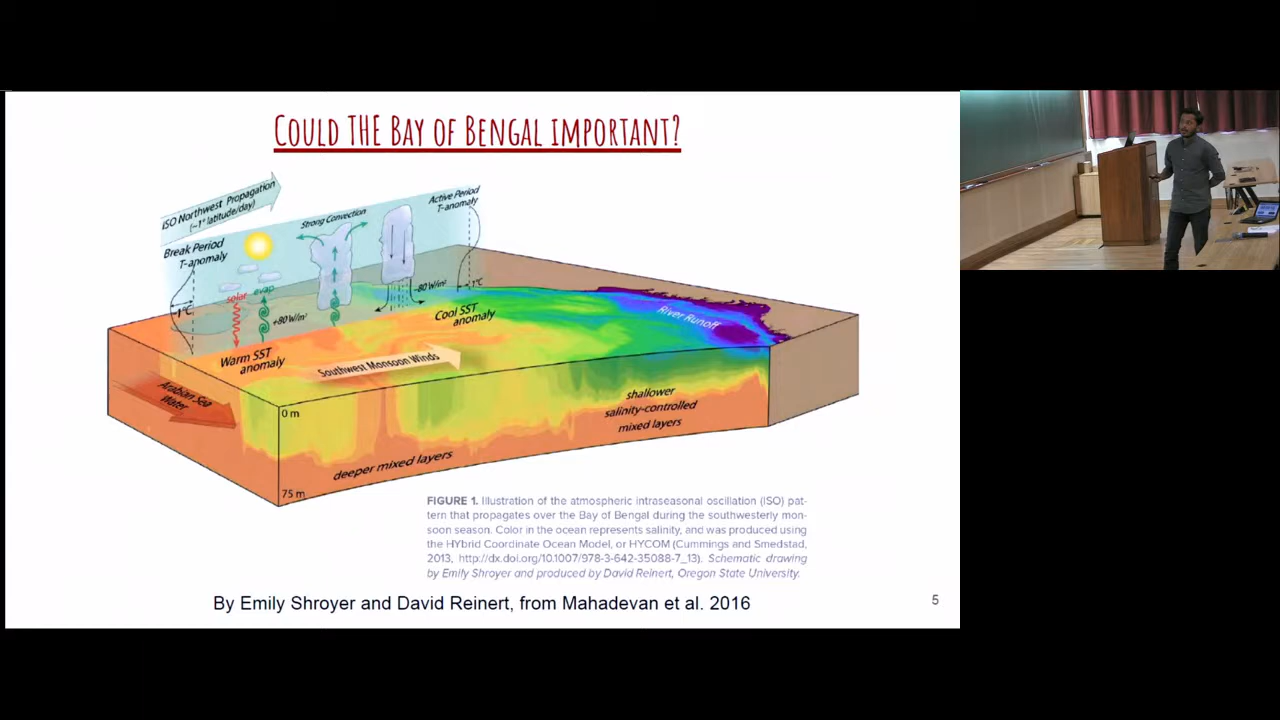 COULD THE BAY OF BENGAL IMPORTANT?
ISO Northwest Propagation
(~1° latitude/day)
Break Period
T-anomaly
Strong Convection
Active Period
T-anomaly
solar
evap
1°C
+80 W/m²
-80 W/m²
1°C
Warm SST
anomaly
Cool SST
anomaly
River Runoff
Southwest Monsoon Winds
Arabian Sea
Water
0 m
75 m
deeper mixed layers
shallower
salinity-controlled
mixed layers
FIGURE 1. Illustration of the atmospheric intraseasonal oscillation (ISO) pat-
tern that propagates over the Bay of Bengal during the southwesterly mon-
soon season. Color in the ocean represents salinity, and was produced using
the HYbrid Coordinate Ocean Model, or HYCOM (Cummings and Smedstad,
2013, http://dx.doi.org/10.1007/978-3-642-35088-7_13). Schematic drawing
by Emily Shroyer and produced by David Reinert, Oregon State University.
By Emily Shroyer and David Reinert, from Mahadevan et al. 2016
5